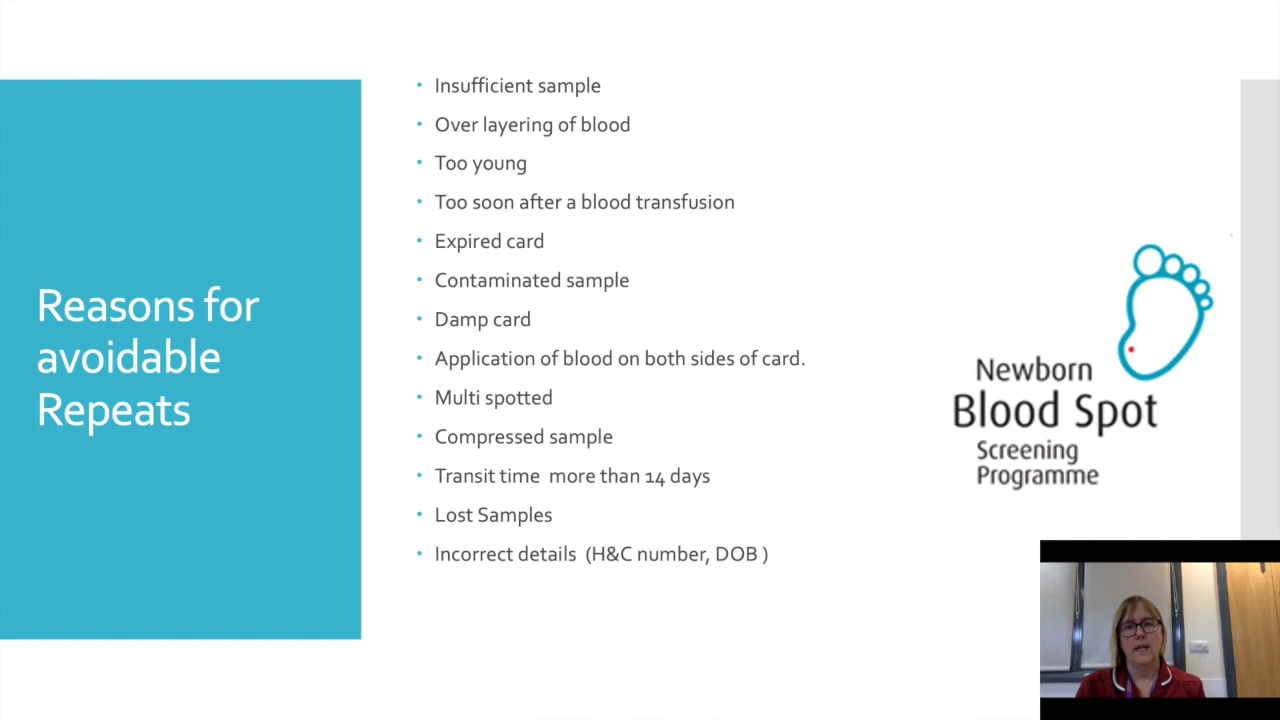 Reasons for
avoidable
Repeats
• Insufficient sample
• Over layering of blood
• Too young
• Too soon after a blood transfusion
• Expired card
• Contaminated sample
• Damp card
• Application of blood on both sides of card.
• Multi spotted
• Compressed sample
• Transit time  more than 14 days
• Lost Samples
• Incorrect details  (H&C number, DOB )
Newborn
Blood Spot
Screening
Programme